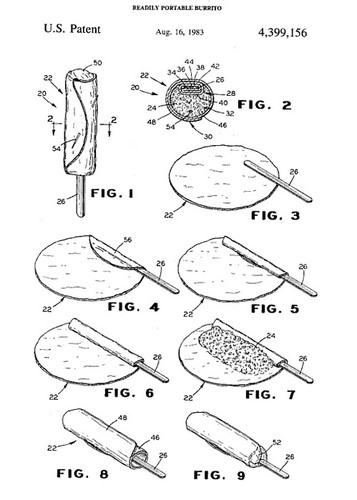 READILY PORTABLE BURRITO
U.S. Patent Aug. 16, 1983 4,399,156
50
22
20
2 2
54
26
FIG. 1
44
34 36 38 42
22 26
20 28
24 40
48 32
54 46
30
FIG. 2
26
22
FIG. 3
56
26
22
FIG. 4
26
22
FIG. 5
26
22
FIG. 6
24
26
22
FIG. 7
48
46
22
26
FIG. 8
52
26
FIG. 9